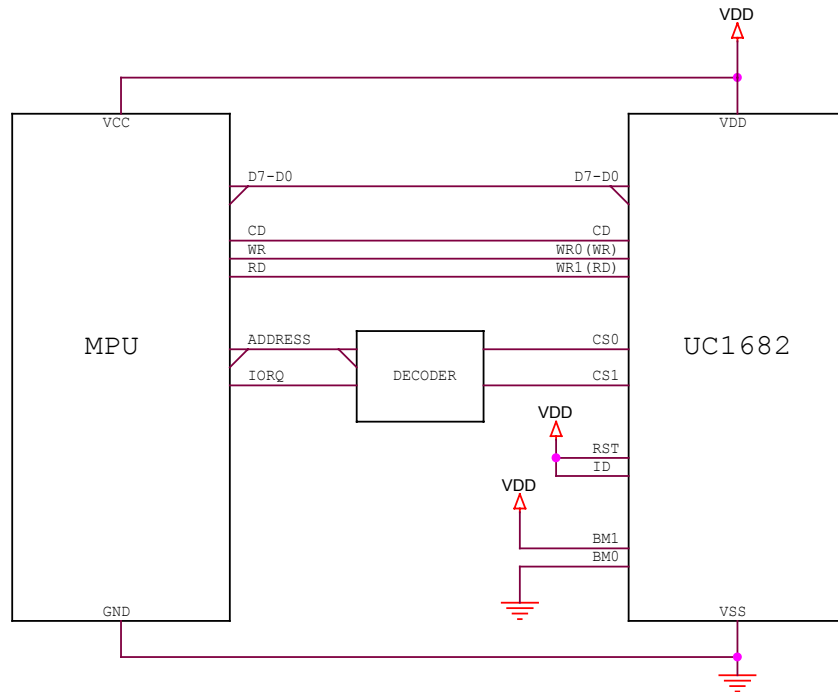 VDD
VCC
VDD
D7-D0
D7-D0
CD
CD
WR
WR0(WR)
RD
WR1(RD)
MPU
ADDRESS
DECODER
CS0
UC1682
IORQ
CS1
VDD
RST
ID
VDD
BM1
BM0
GND
VSS